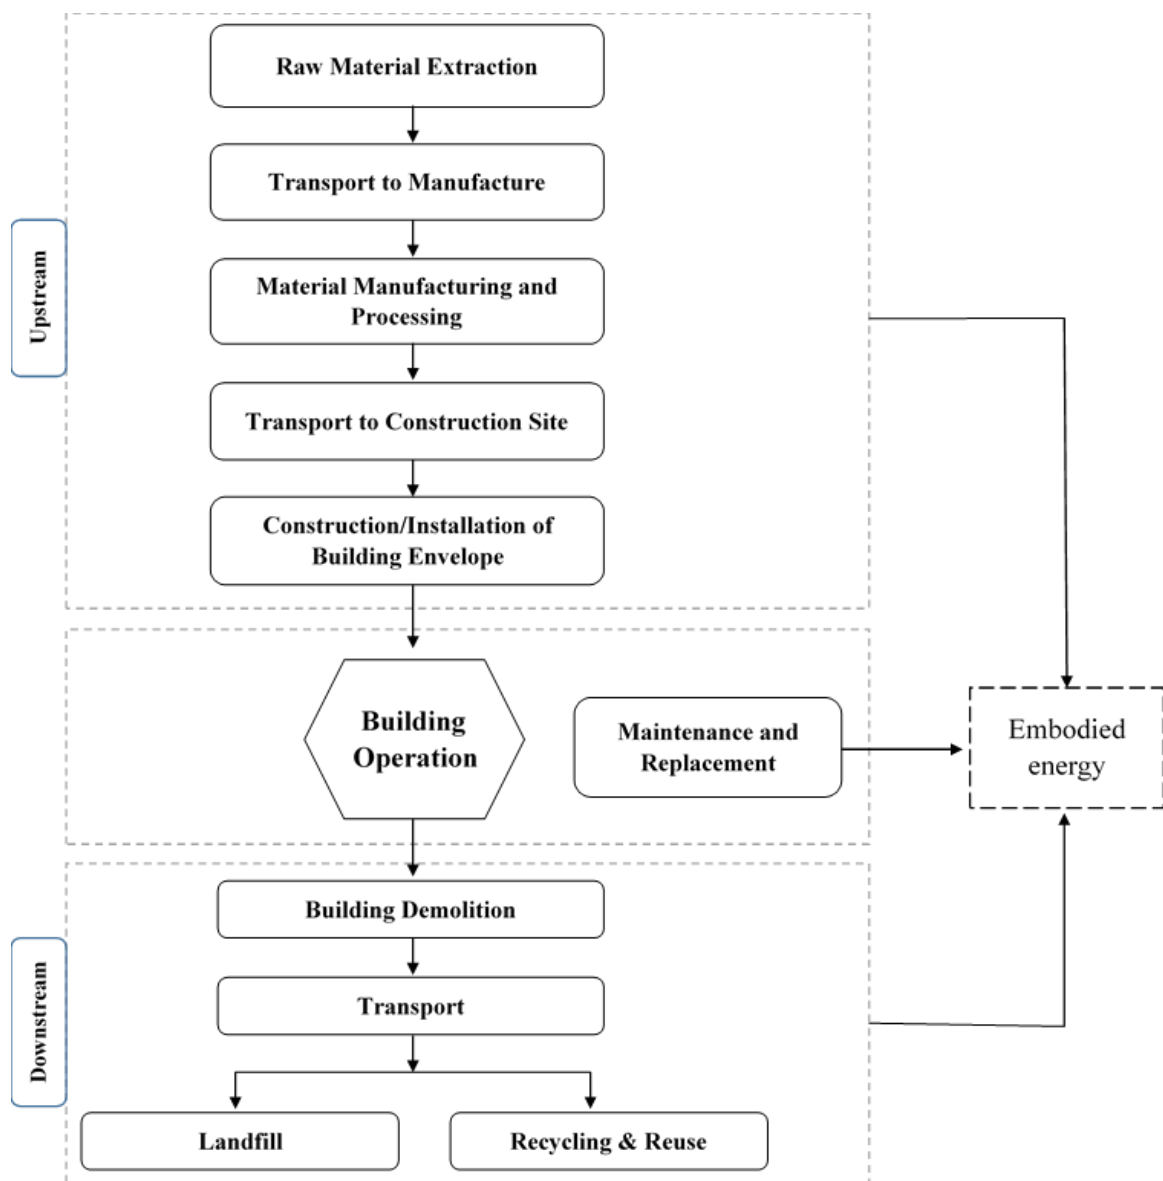 Raw Material Extraction
Transport to Manufacture
Upstream
Material Manufacturing and
Processing
Transport to Construction Site
Construction/Installation of
Building Envelope
Building
Operation
Maintenance and
Replacement
Embodied
energy
Downstream
Building Demolition
Transport
Landfill
Recycling & Reuse